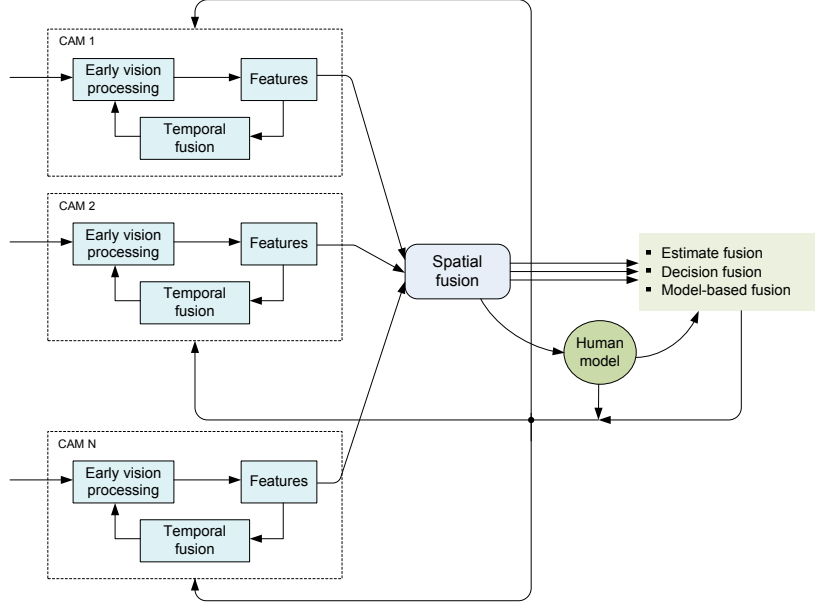 CAM 1
Early vision
processing
Features
Temporal
fusion
CAM 2
Early vision
processing
Features
Temporal
fusion
Spatial
fusion
▪ Estimate fusion
▪ Decision fusion
▪ Model-based fusion
Human
model
CAM N
Early vision
processing
Features
Temporal
fusion